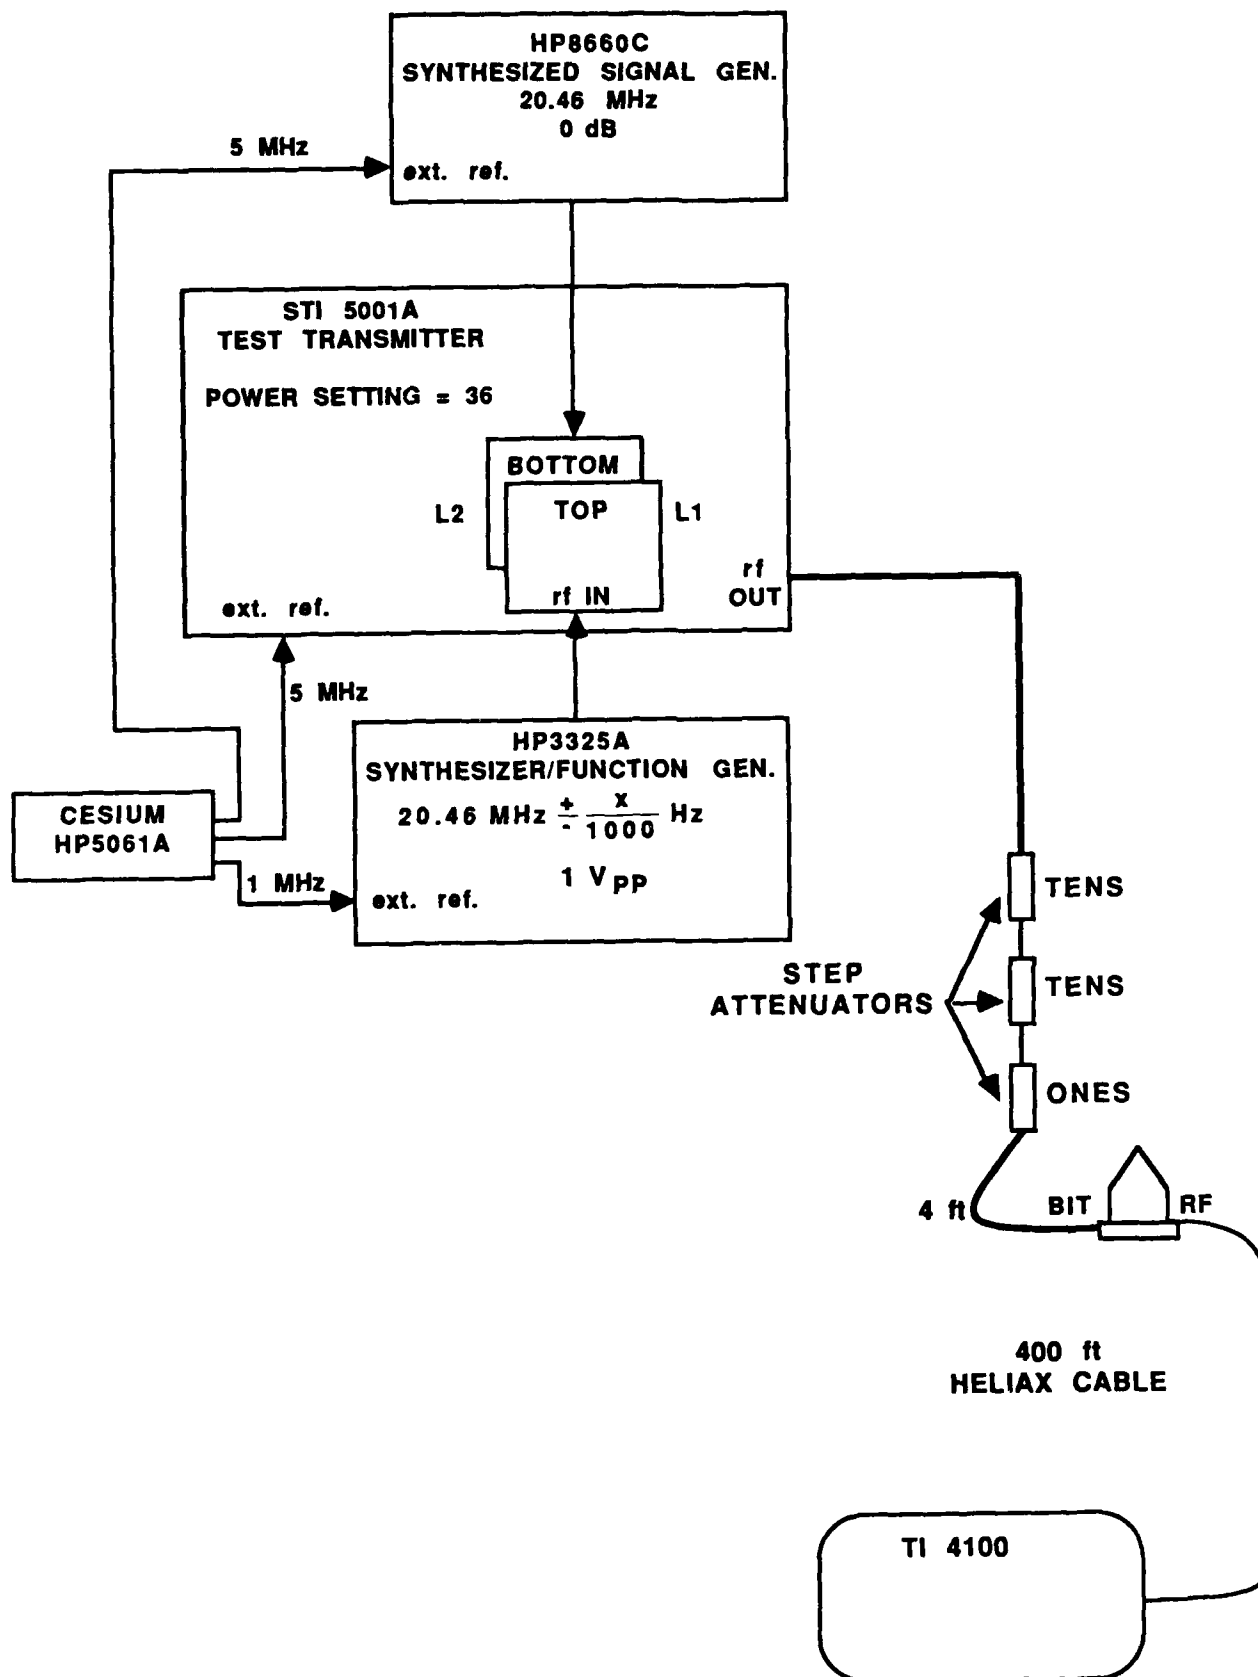 HP8660C
SYNTHESIZED SIGNAL GEN.
20.46 MHz
0 dB
ext. ref.
5 MHz
STI 5001A
TEST TRANSMITTER
POWER SETTING = 36
BOTTOM
L2
TOP
L1
rf IN
rf
OUT
ext. ref.
5 MHz
HP3325A
SYNTHESIZER/FUNCTION GEN.
20.46 MHz ± x/1000 Hz
1 VPP
ext. ref.
CESIUM
HP5061A
1 MHz
TENS
STEP
ATTENUATORS
TENS
ONES
4 ft
BIT
RF
400 ft
HELIAX CABLE
TI 4100